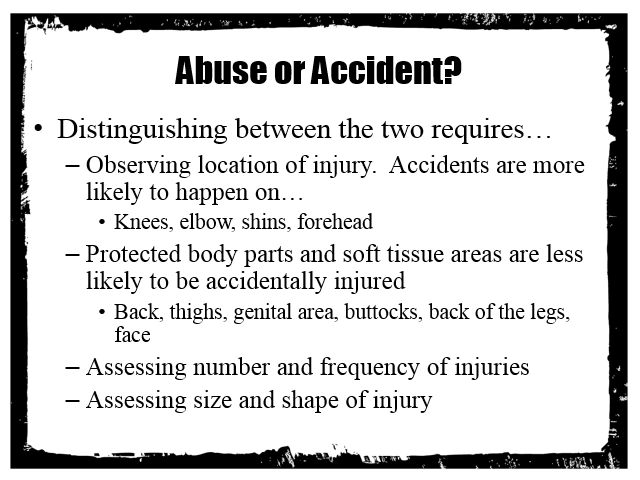 Abuse or Accident?
• Distinguishing between the two requires…
– Observing location of injury.  Accidents are more
likely to happen on…
• Knees, elbow, shins, forehead
– Protected body parts and soft tissue areas are less
likely to be accidentally injured
• Back, thighs, genital area, buttocks, back of the legs,
face
– Assessing number and frequency of injuries
– Assessing size and shape of injury